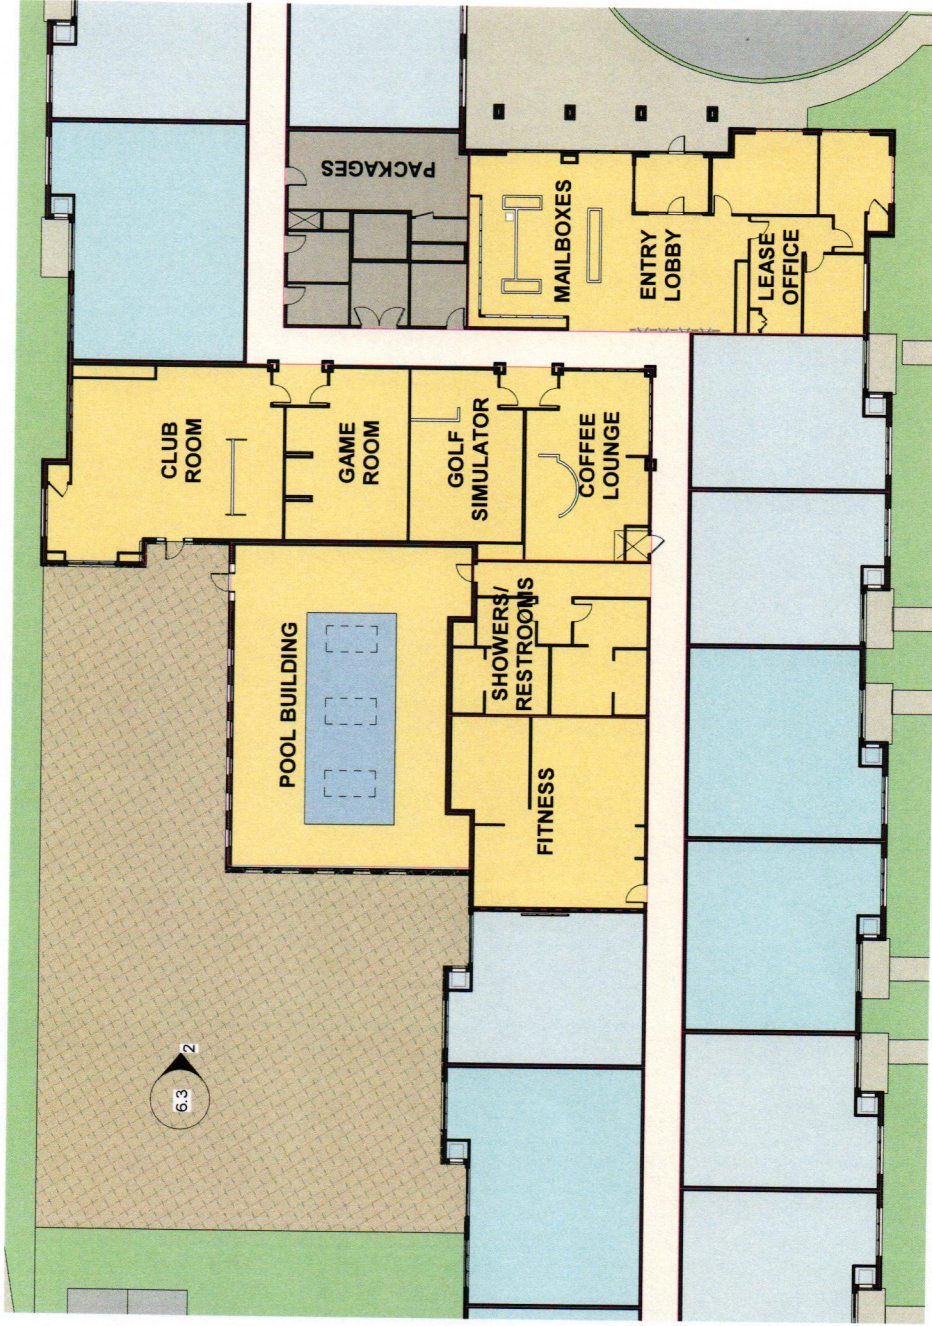 PACKAGES
MAILBOXES
ENTRY
LOBBY
LEASE
OFFICE
CLUB
ROOM
GAME
ROOM
GOLF
SIMULATOR
COFFEE
LOUNGE
POOL BUILDING
SHOWERS/
RESTROOMS
FITNESS
6.3
2